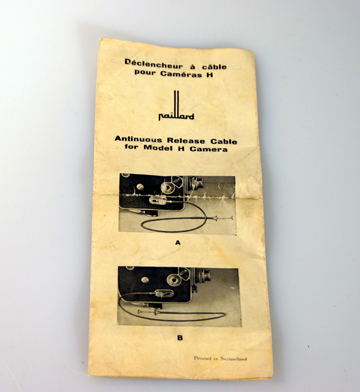 Déclencheur à câble
pour Caméras H
paillard
Antinuous Release Cable
for Model H Camera
A
B
Printed in Switzerland